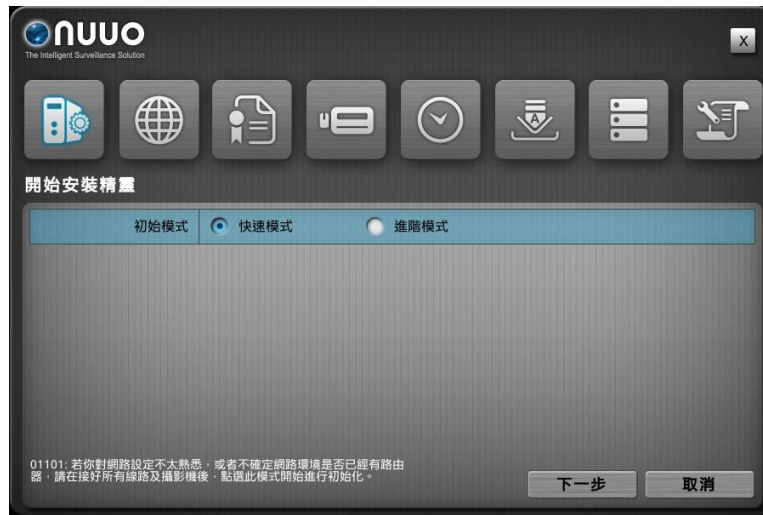 nuuo
The Intelligent Surveillance Solution
X
A
開始安裝精靈
初始模式 快速模式 進階模式
01101: 若你對網路設定不太熟悉，或者不確定網路環境是否已經有路由
器，請在接好所有線路及攝影機後，點選此模式開始進行初始化。
下一步 取消